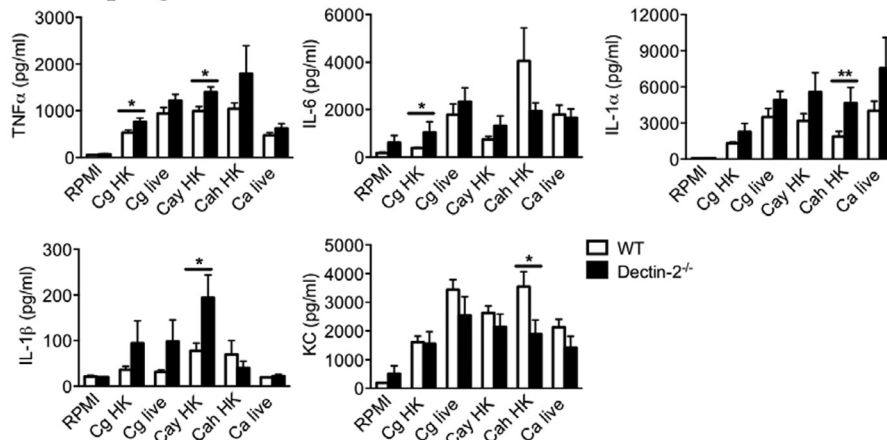 TNFα (pg/ml)
3000
2000
1000
0
*
*
RPMI
Cg HK
Cg live
Cay HK
Cah HK
Ca live
IL-6 (pg/ml)
6000
4000
2000
0
*
RPMI
Cg HK
Cg live
Cay HK
Cah HK
Ca live
IL-1α (pg/ml)
12000
9000
6000
3000
0
**
RPMI
Cg HK
Cg live
Cay HK
Cah HK
Ca live
IL-1β (pg/ml)
300
200
100
0
*
RPMI
Cg HK
Cg live
Cay HK
Cah HK
Ca live
KC (pg/ml)
5000
4000
3000
2000
1000
0
*
RPMI
Cg HK
Cg live
Cay HK
Cah HK
Ca live
WT
Dectin-2-/-